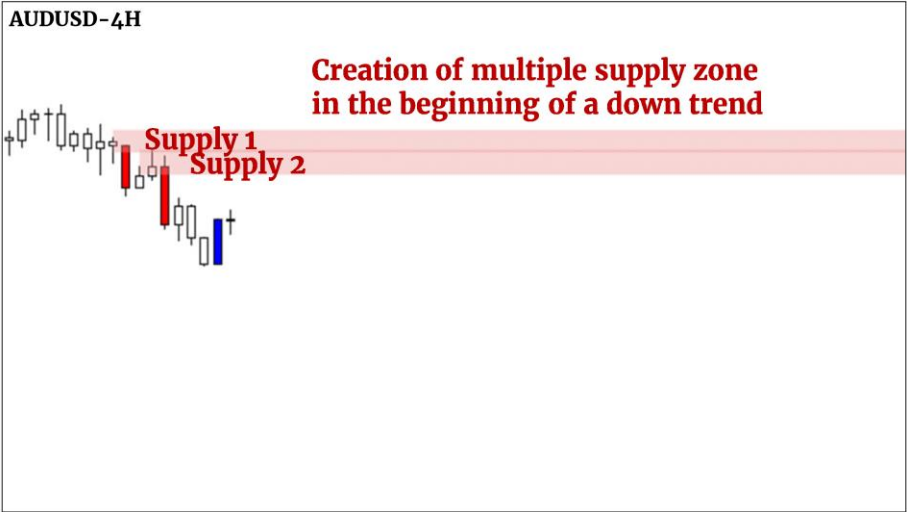 AUDUSD-4H
Creation of multiple supply zone
in the beginning of a down trend
Supply 1
Supply 2